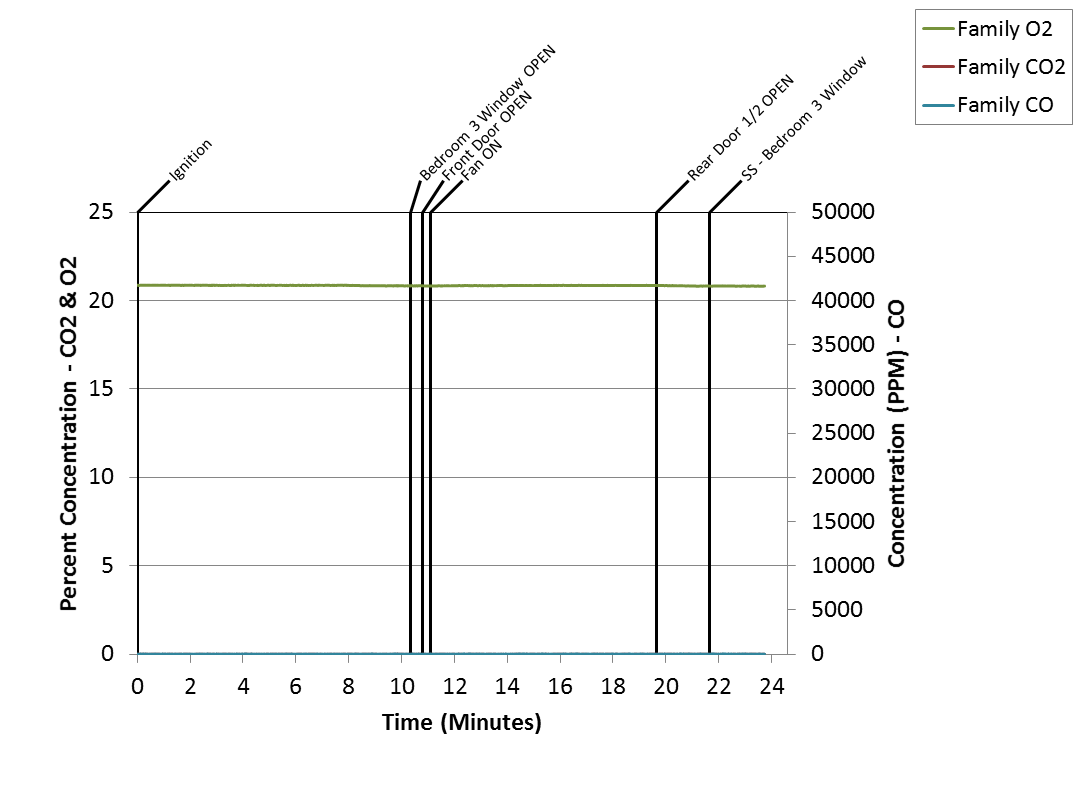 Family O2
Family CO2
Family CO
Ignition
Bedroom 3 Window OPEN
Front Door OPEN
Fan ON
Rear Door 1/2 OPEN
SS - Bedroom 3 Window
Percent Concentration - CO2 & O2
25
20
15
10
5
0
50000
45000
40000
35000
30000
25000
20000
15000
10000
5000
0
Concentration (PPM) - CO
0 2 4 6 8 10 12 14 16 18 20 22 24
Time (Minutes)